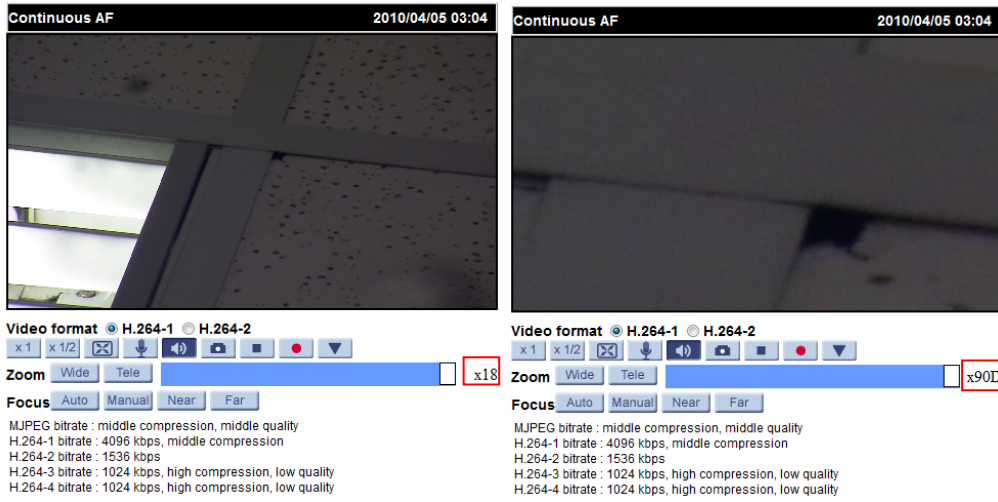 Continuous AF 2010/04/05 03:04
Video format H.264-1 H.264-2
x 1 x 1/2
Zoom Wide Tele x18
Focus Auto Manual Near Far
MJPEG bitrate : middle compression, middle quality
H.264-1 bitrate : 4096 kbps, middle compression
H.264-2 bitrate : 1536 kbps
H.264-3 bitrate : 1024 kbps, high compression, low quality
H.264-4 bitrate : 1024 kbps, high compression, low quality
Continuous AF 2010/04/05 03:04
Video format H.264-1 H.264-2
x 1 x 1/2
Zoom Wide Tele x90D
Focus Auto Manual Near Far
MJPEG bitrate : middle compression, middle quality
H.264-1 bitrate : 4096 kbps, middle compression
H.264-2 bitrate : 1536 kbps
H.264-3 bitrate : 1024 kbps, high compression, low quality
H.264-4 bitrate : 1024 kbps, high compression, low quality